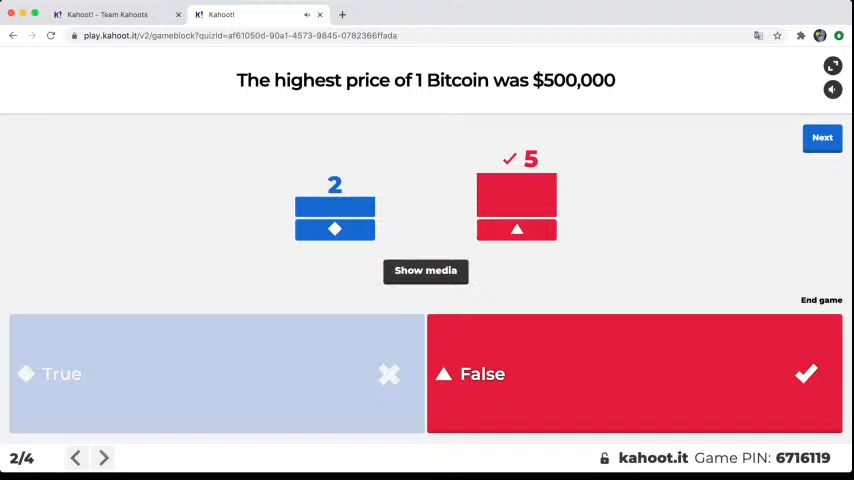 K! Kahoot! - Team Kahoots
K! Kahoot!
play.kahoot.it/v2/gameblock?quizId=af61050d-90a1-4573-9845-0782366ffada
The highest price of 1 Bitcoin was $500,000
Next
2
5
Show media
End game
True
False
2/4
kahoot.it Game PIN: 6716119